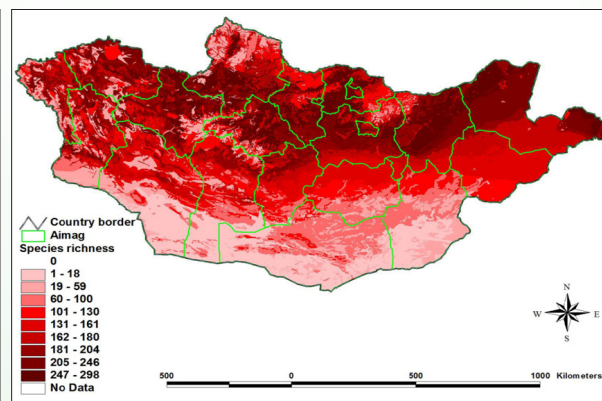 Country border
Aimag
Species richness
0
1 - 18
19 - 59
60 - 100
101 - 130
131 - 161
162 - 180
181 - 204
205 - 246
247 - 298
No Data
N
W E
S
500 0 500 1000 Kilometers